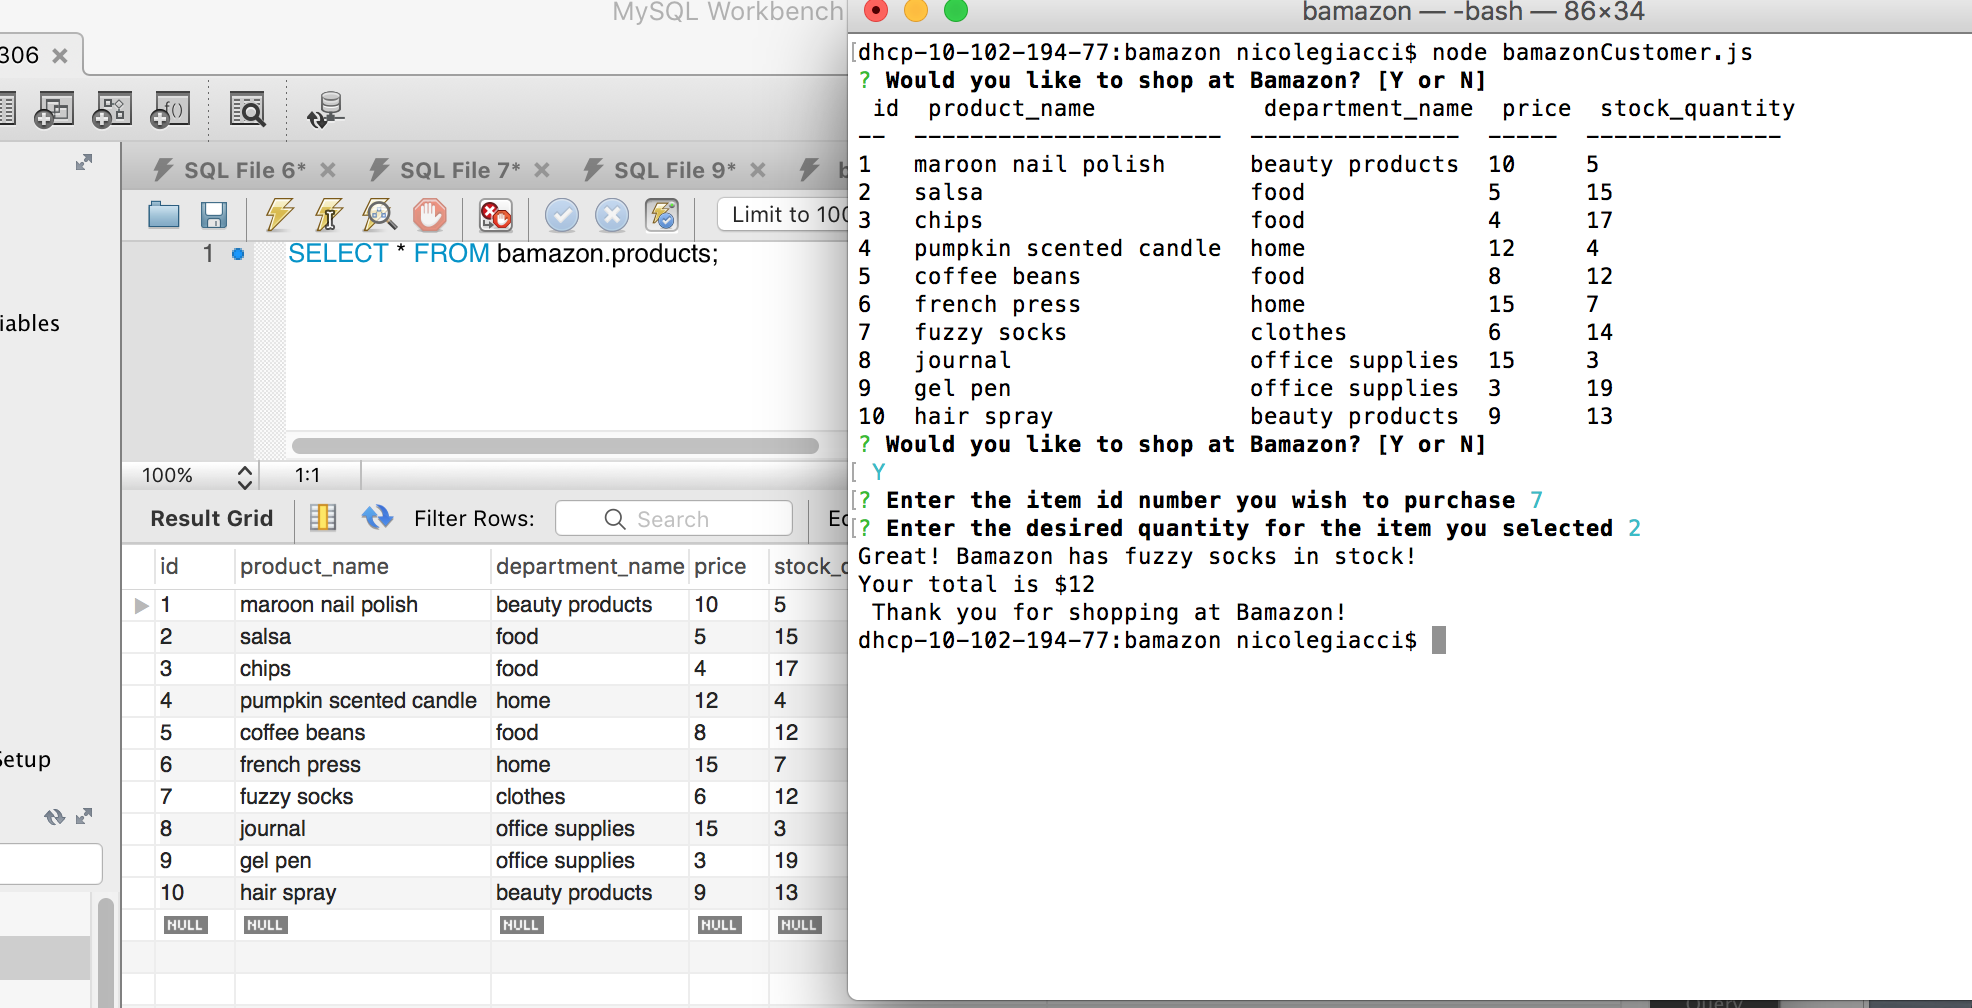 MySQL Workbench
306
SQL File 6*
SQL File 7*
SQL File 9*
b
Limit to 100
1
SELECT * FROM bamazon.products;
iables
100%
1:1
Result Grid
Filter Rows:
Search
Ed
id product_name department_name price stock_q
1 maroon nail polish beauty products 10 5
2 salsa food 5 15
3 chips food 4 17
4 pumpkin scented candle home 12 4
5 coffee beans food 8 12
6 french press home 15 7
7 fuzzy socks clothes 6 12
8 journal office supplies 15 3
9 gel pen office supplies 3 19
10 hair spray beauty products 9 13
NULL NULL NULL NULL NULL
Setup
bamazon — -bash — 86×34
[dhcp-10-102-194-77:bamazon nicolegiacci$ node bamazonCustomer.js
? Would you like to shop at Bamazon? [Y or N]
id product_name department_name price stock_quantity
-- ---------------------- --------------- ----- --------------
1 maroon nail polish beauty products 10 5
2 salsa food 5 15
3 chips food 4 17
4 pumpkin scented candle home 12 4
5 coffee beans food 8 12
6 french press home 15 7
7 fuzzy socks clothes 6 14
8 journal office supplies 15 3
9 gel pen office supplies 3 19
10 hair spray beauty products 9 13
? Would you like to shop at Bamazon? [Y or N]
[ Y
[? Enter the item id number you wish to purchase 7
[? Enter the desired quantity for the item you selected 2
Great! Bamazon has fuzzy socks in stock!
Your total is $12
Thank you for shopping at Bamazon!
dhcp-10-102-194-77:bamazon nicolegiacci$
Query